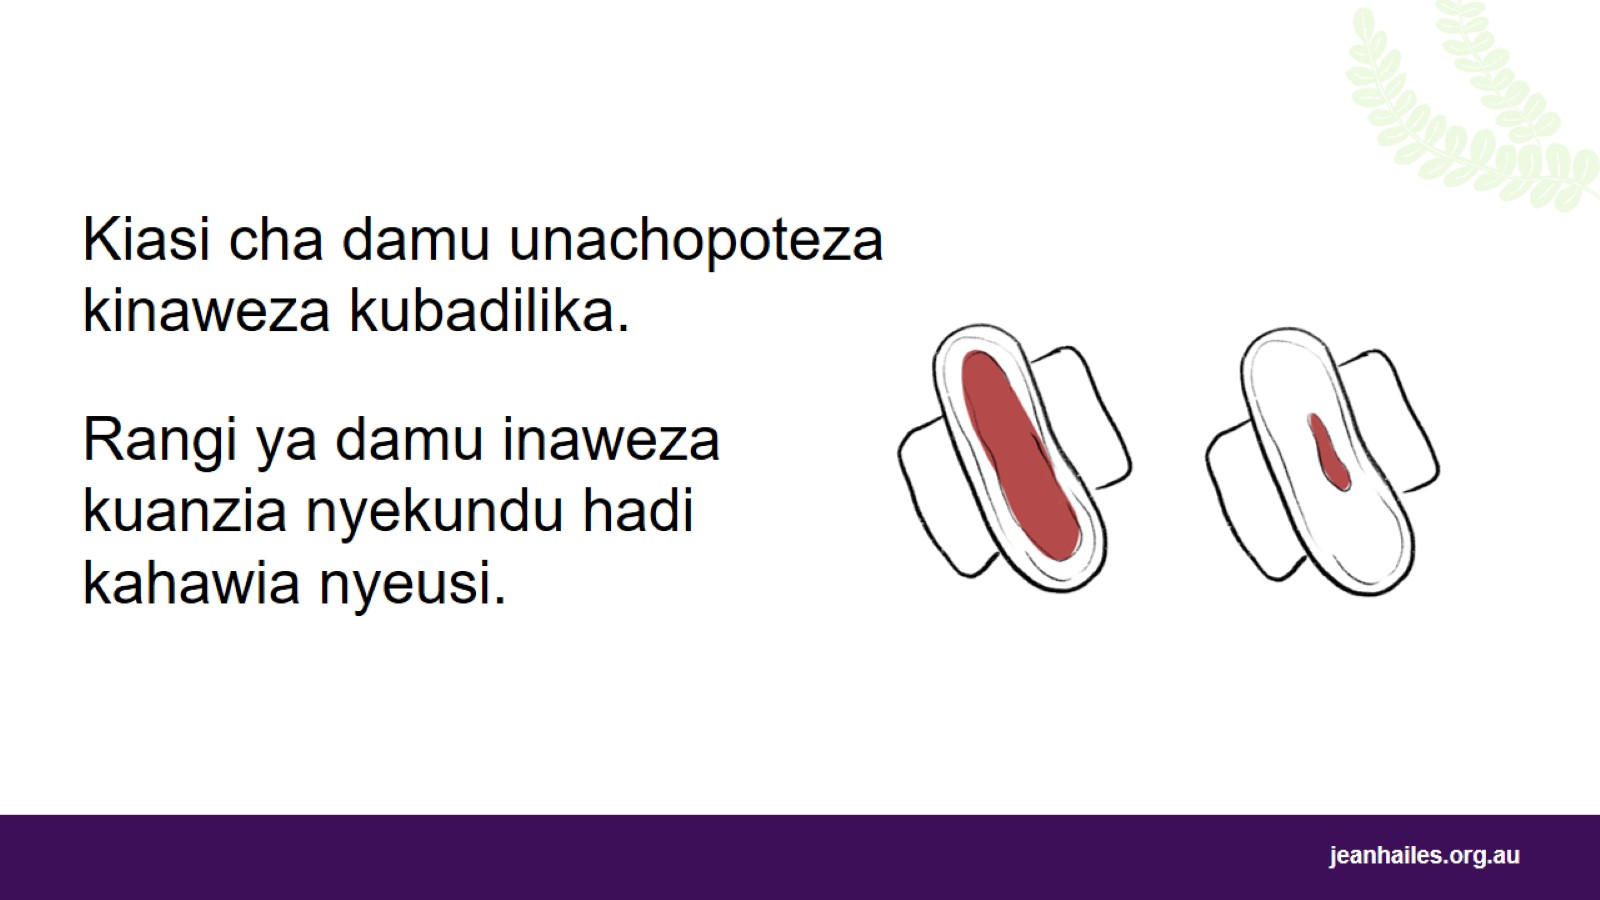 Kiasi cha damu unachopoteza
kinaweza kubadilika.
Rangi ya damu inaweza
kuanzia nyekundu hadi
kahawia nyeusi.
jeanhailes.org.au